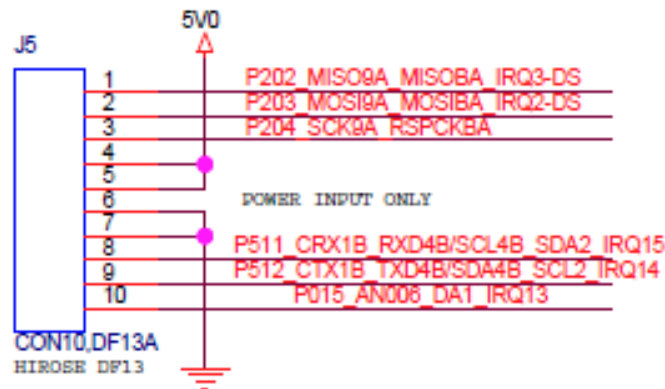 5V0
J5
1 P202_MISO9A_MISOBA_IRQ3-DS
2 P203_MOSI9A_MOSIBA_IRQ2-DS
3 P204_SCK9A_RSPCKBA
4
5
6 POWER INPUT ONLY
7
8 P511_CRX1B_RXD4B/SCL4B_SDA2_IRQ15
9 P512_CTX1B_TXD4B/SDA4B_SCL2_IRQ14
10 P015_AN006_DA1_IRQ13
CON10,DF13A
HIROSE DF13